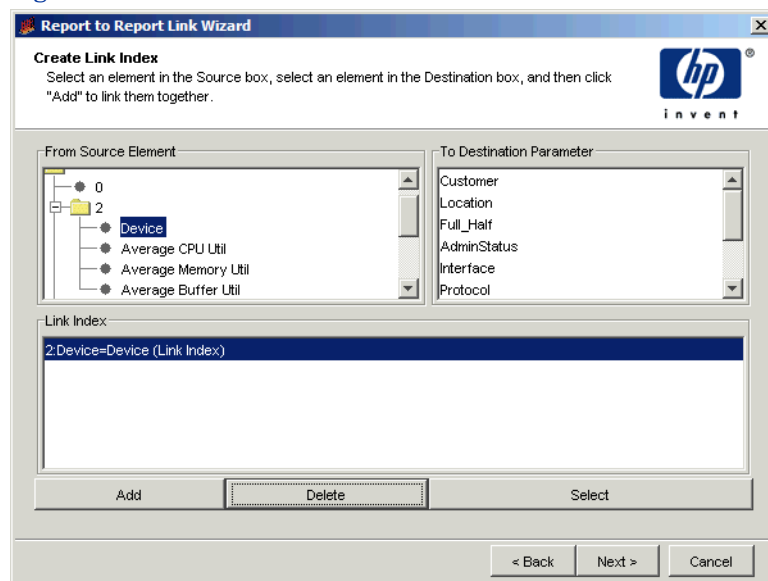 Report to Report Link Wizard
Create Link Index
Select an element in the Source box, select an element in the Destination box, and then click
"Add" to link them together.
hp
®
invent
From Source Element
0
2
Device
Average CPU Util
Average Memory Util
Average Buffer Util
To Destination Parameter
Customer
Location
Full_Half
AdminStatus
Interface
Protocol
Link Index
2:Device=Device (Link Index)
Add
Delete
Select
< Back
Next >
Cancel